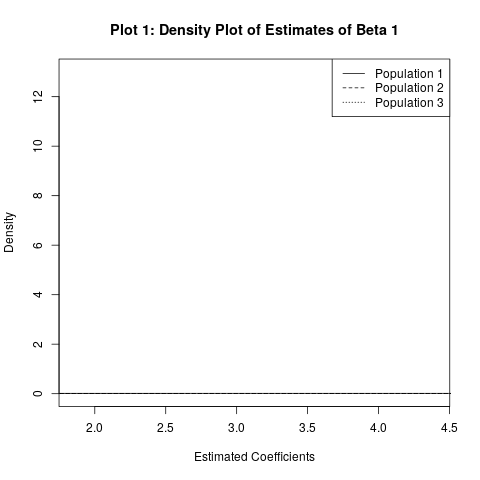 Plot 1: Density Plot of Estimates of Beta 1
Population 1
Population 2
Population 3
Density
12
10
8
6
4
2
0
2.0 2.5 3.0 3.5 4.0 4.5
Estimated Coefficients